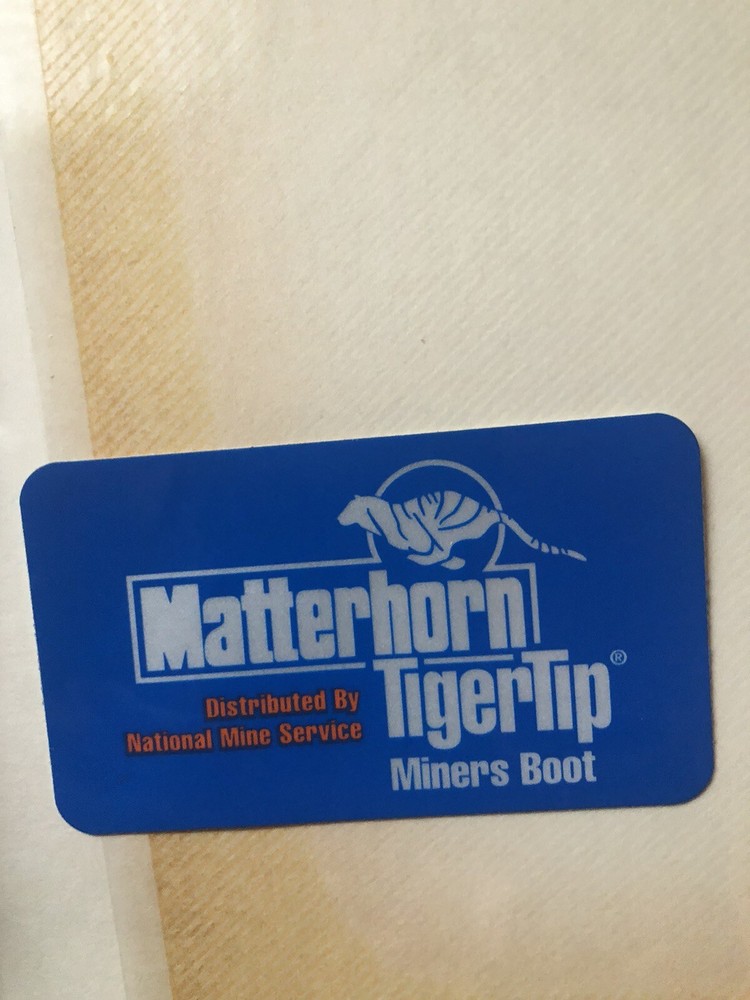 Matterhorn
TigerTip®
Distributed By
National Mine Service
Miners Boot